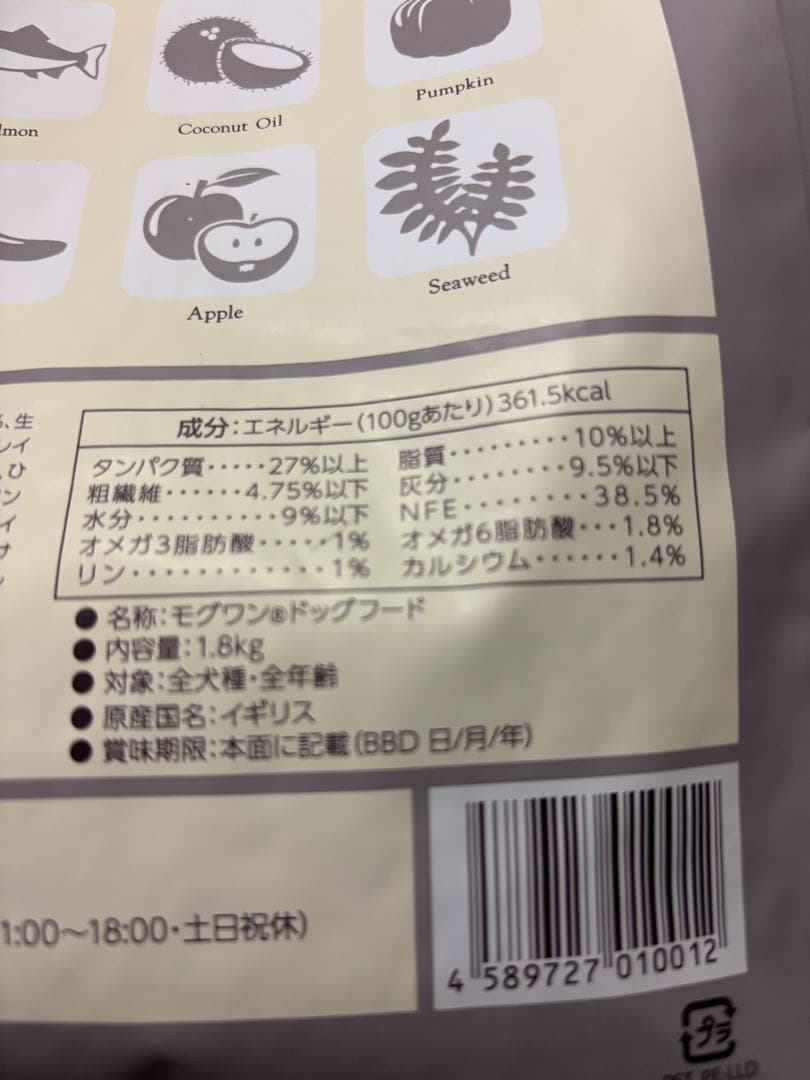 lmon
Coconut Oil
Pumpkin
Apple
Seaweed
、生
成分:エネルギー(100gあたり)361.5kcal
タンパク質・・・・・27%以上 脂質・・・・・・・・・10%以上
粗繊維・・・・・・4.75%以下 灰分・・・・・・・・9.5%以下
水分・・・・・・・・・・9%以下 NFE・・・・・・・・38.5%
オメガ3脂肪酸・・・・・1% オメガ6脂肪酸・・・1.8%
リン・・・・・・・・・・・・1% カルシウム・・・・・・1.4%
● 名称:モグワン®ドッグフード
● 内容量:1.8kg
● 対象:全犬種・全年齢
● 原産国名:イギリス
● 賞味期限:本面に記載(BBD 日/月/年)
1:00〜18:00・土日祝休)
4 589727 010012
プラ
PET, PE-LLD